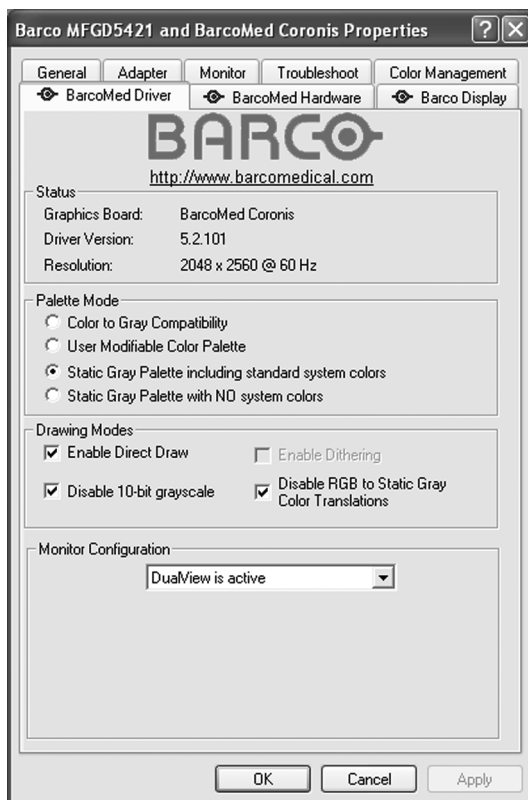 Barco MFGD5421 and BarcoMed Coronis Properties
General Adapter Monitor Troubleshoot Color Management
BarcoMed Driver BarcoMed Hardware Barco Display
BARCO
http://www.barcomedical.com
Status
Graphics Board: BarcoMed Coronis
Driver Version: 5.2.101
Resolution: 2048 x 2560 @ 60 Hz
Palette Mode
Color to Gray Compatibility
User Modifiable Color Palette
Static Gray Palette including standard system colors
Static Gray Palette with NO system colors
Drawing Modes
Enable Direct Draw Enable Dithering
Disable 10-bit grayscale Disable RGB to Static Gray
Color Translations
Monitor Configuration
DualView is active
OK Cancel Apply